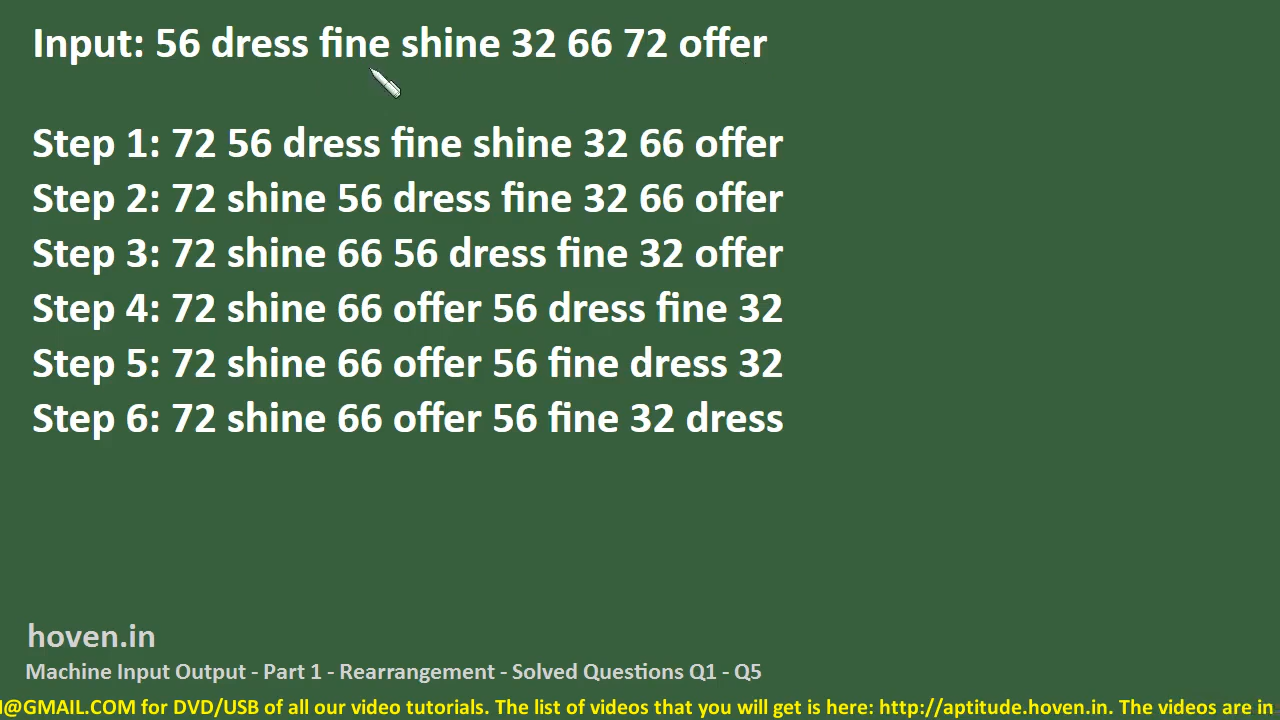 Input: 56 dress fine shine 32 66 72 offer
Step 1: 72 56 dress fine shine 32 66 offer
Step 2: 72 shine 56 dress fine 32 66 offer
Step 3: 72 shine 66 56 dress fine 32 offer
Step 4: 72 shine 66 offer 56 dress fine 32
Step 5: 72 shine 66 offer 56 fine dress 32
Step 6: 72 shine 66 offer 56 fine 32 dress
hoven.in
Machine Input Output - Part 1 - Rearrangement - Solved Questions Q1 - Q5
@GMAIL.COM for DVD/USB of all our video tutorials. The list of videos that you will get is here: http://aptitude.hoven.in. The videos are in